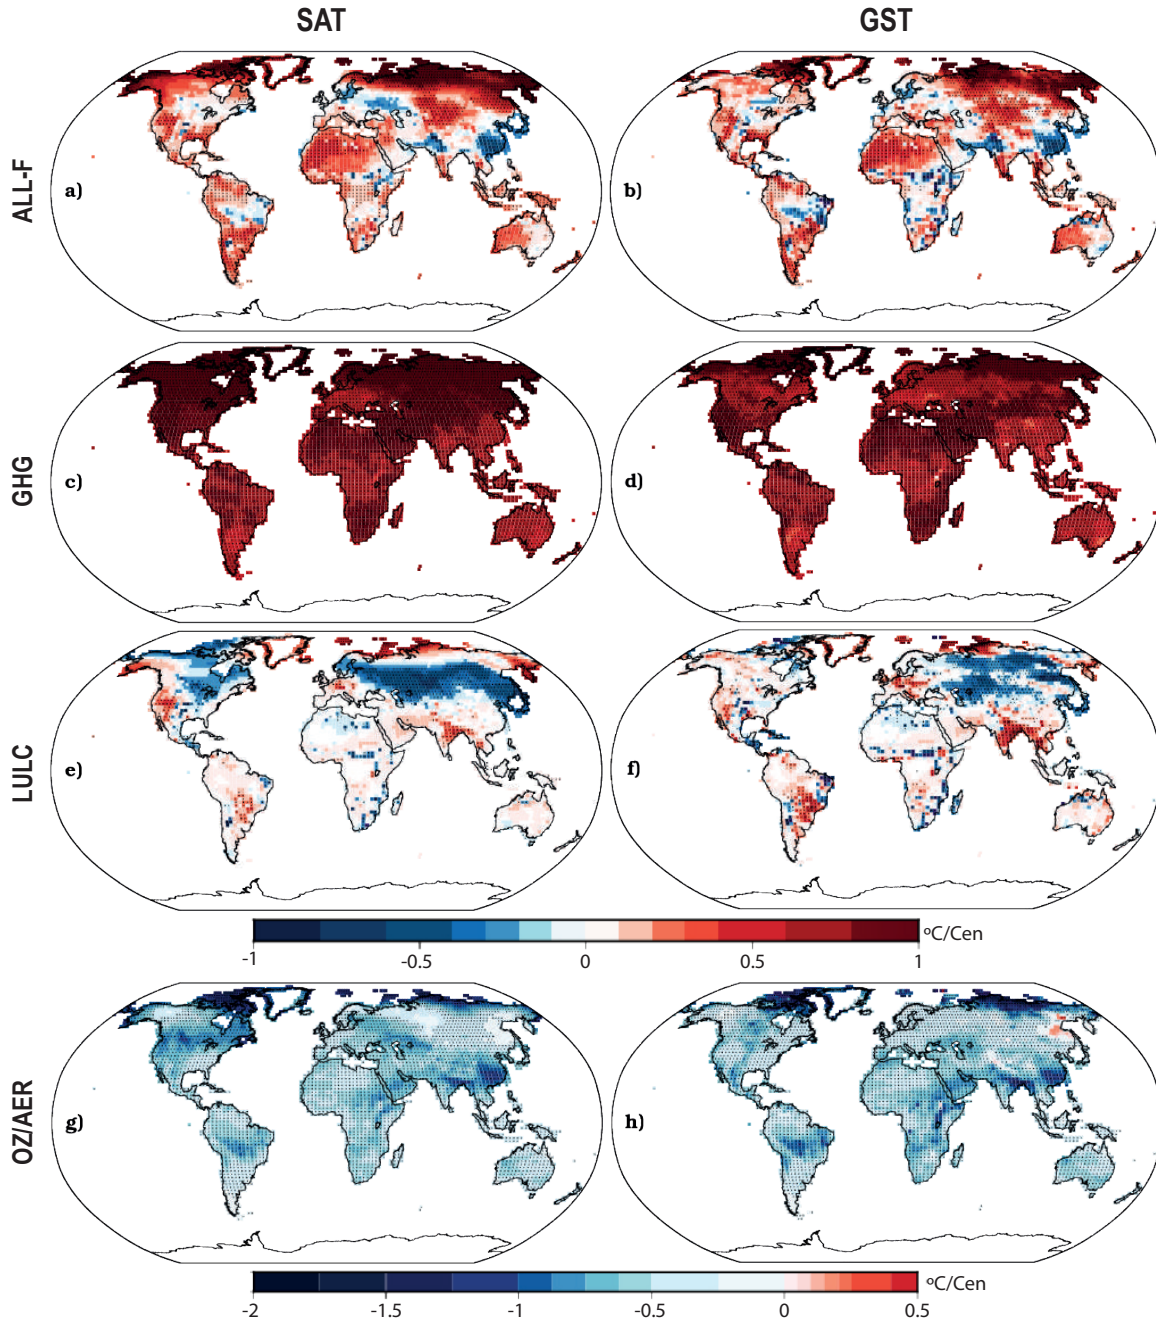 SAT GST
ALL-F
a) b)
GHG
c) d)
LULC
e) f)
-1 -0.5 0 0.5 1 ºC/Cen
OZ/AER
g) h)
-2 -1.5 -1 -0.5 0 0.5 ºC/Cen